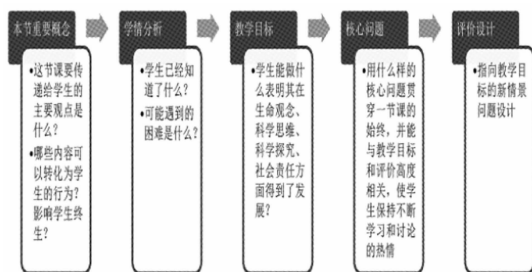 本节重要概念
学情分析
教学目标
核心问题
评价设计
•这节课要传
递给学生的
主要观点是
什么?
•哪些内容可
以转化为学
生的行为?
影响学生终
生?
•学生已经知
道了什么?
•可能遇到的
困难是什么?
•学生能做什
么表明其在
生命观念、
科学思维、
科学探究、
社会责任方
面得到了发
展?
•用什么样的
核心问题贯
穿一节课的
始终,并能
与教学目标
和评价高度
相关,使学
生保持不断
学习和讨论
的热情
•指向教学目
标的新情景
问题设计